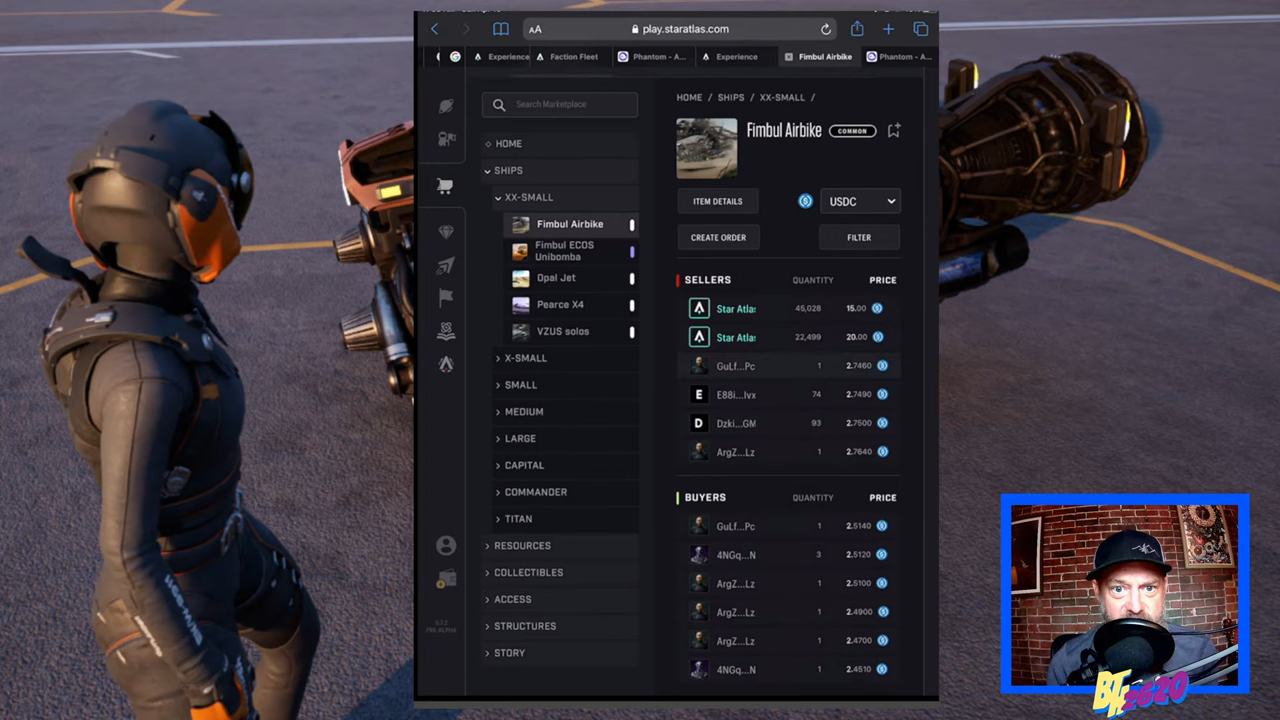 AA play.staratlas.com
Experience Faction Fleet Phantom - A... Experience Fimbul Airbike Phantom - A...
Search Marketplace
HOME
SHIPS
XX-SMALL
Fimbul Airbike
Fimbul ECOS
Unibomba
Opal Jet
Pearce X4
VZUS solos
X-SMALL
SMALL
MEDIUM
LARGE
CAPITAL
COMMANDER
TITAN
RESOURCES
COLLECTIBLES
ACCESS
STRUCTURES
STORY
HOME / SHIPS / XX-SMALL /
Fimbul Airbike COMMON
ITEM DETAILS USDC
CREATE ORDER FILTER
SELLERS QUANTITY PRICE
Star Atlas 45,028 15.00
Star Atlas 22,499 20.00
GuLf...Pc 1 2.7460
E E88i...Ivx 74 2.7490
D Dzki...GM 93 2.7500
ArgZ...Lz 1 2.7640
BUYERS QUANTITY PRICE
GuLf...Pc 1 2.5140
4NGq...N 3 2.5120
ArgZ...Lz 1 2.5100
ArgZ...Lz 1 2.4900
ArgZ...Lz 1 2.4700
4NGq...N 1 2.4510
PRE-ALPHA